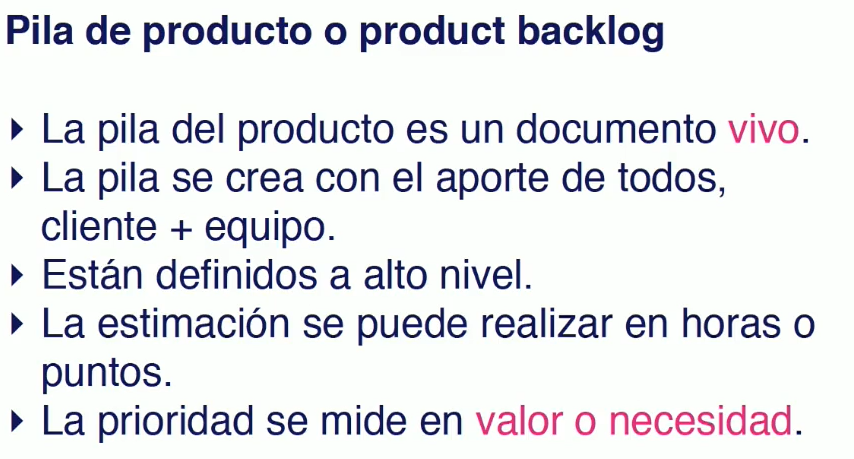 Pila de producto o product backlog
La pila del producto es un documento vivo.
La pila se crea con el aporte de todos,
cliente + equipo.
Están definidos a alto nivel.
La estimación se puede realizar en horas o
puntos.
La prioridad se mide en valor o necesidad.